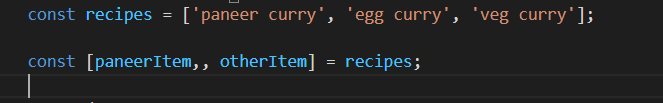 const recipes = ['paneer curry', 'egg curry', 'veg curry'];
const [paneerItem,, otherItem] = recipes;